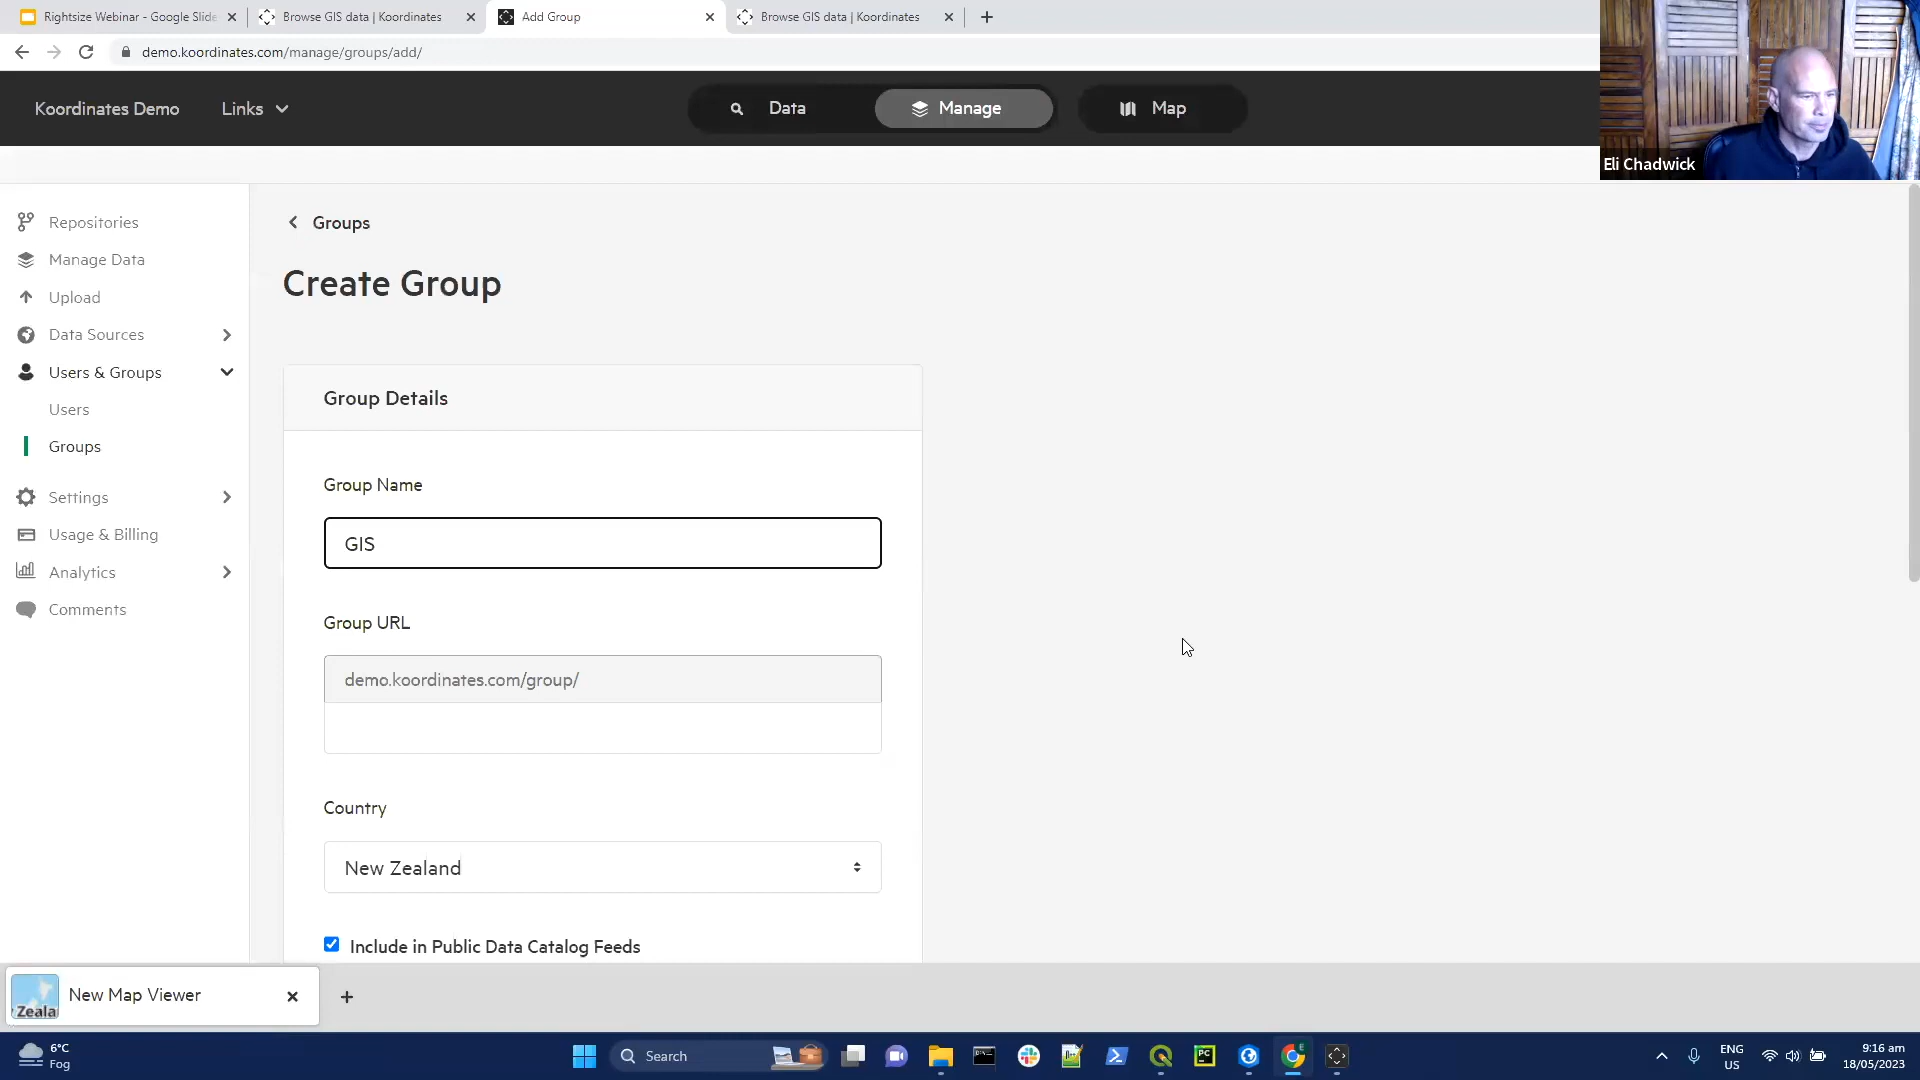 Rightsize Webinar - Google Slide
Browse GIS data | Koordinates
Add Group
Browse GIS data | Koordinates
demo.koordinates.com/manage/groups/add/
Koordinates Demo
Links
Data
Manage
Map
Eli Chadwick
Repositories
Manage Data
Upload
Data Sources
Users & Groups
Users
Groups
Settings
Usage & Billing
Analytics
Comments
Groups
Create Group
Group Details
Group Name
GIS
Group URL
demo.koordinates.com/group/
Country
New Zealand
Include in Public Data Catalog Feeds
Zeala
New Map Viewer
6°C
Fog
Search
PC
E
ENG
US
9:16 am
18/05/2023